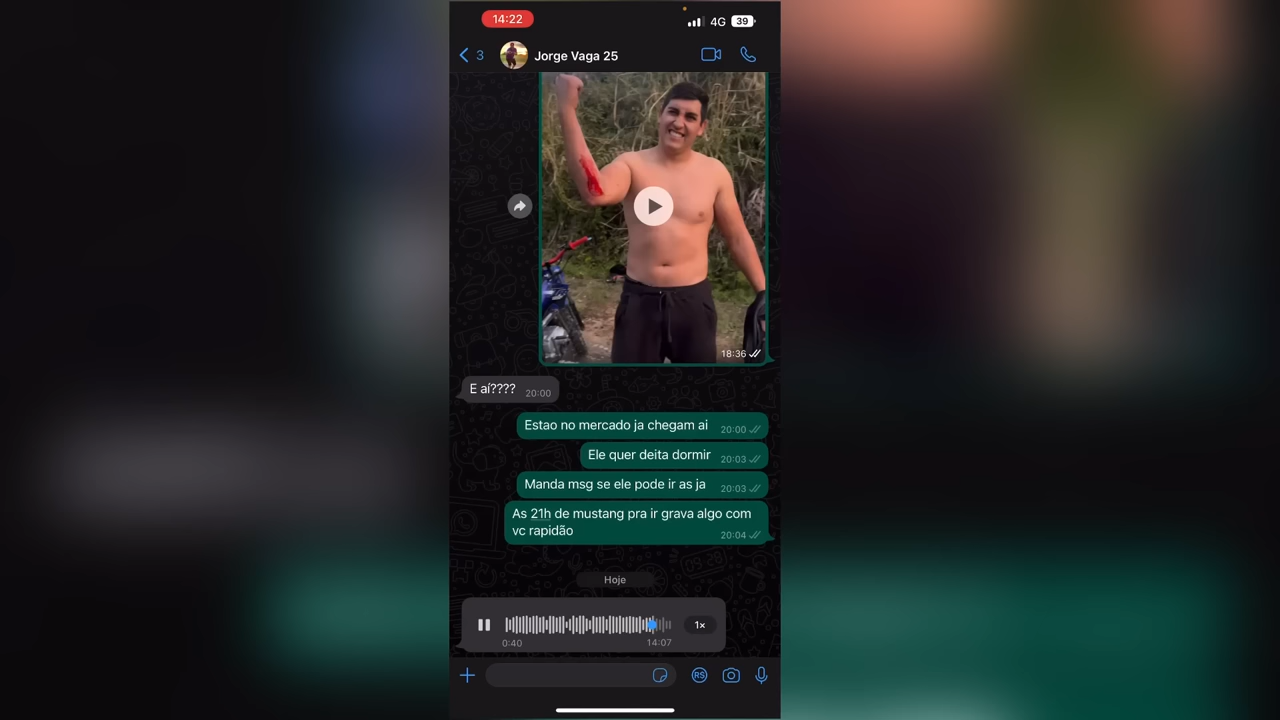 14:22
4G
39
3
Jorge Vaga 25
18:36
E aí????
20:00
Estao no mercado ja chegam ai
20:00
Ele quer deita dormir
20:03
Manda msg se ele pode ir as ja
20:03
As 21h de mustang pra ir grava algo com
vc rapidão
20:04
Hoje
1×
0:40
14:07
RS